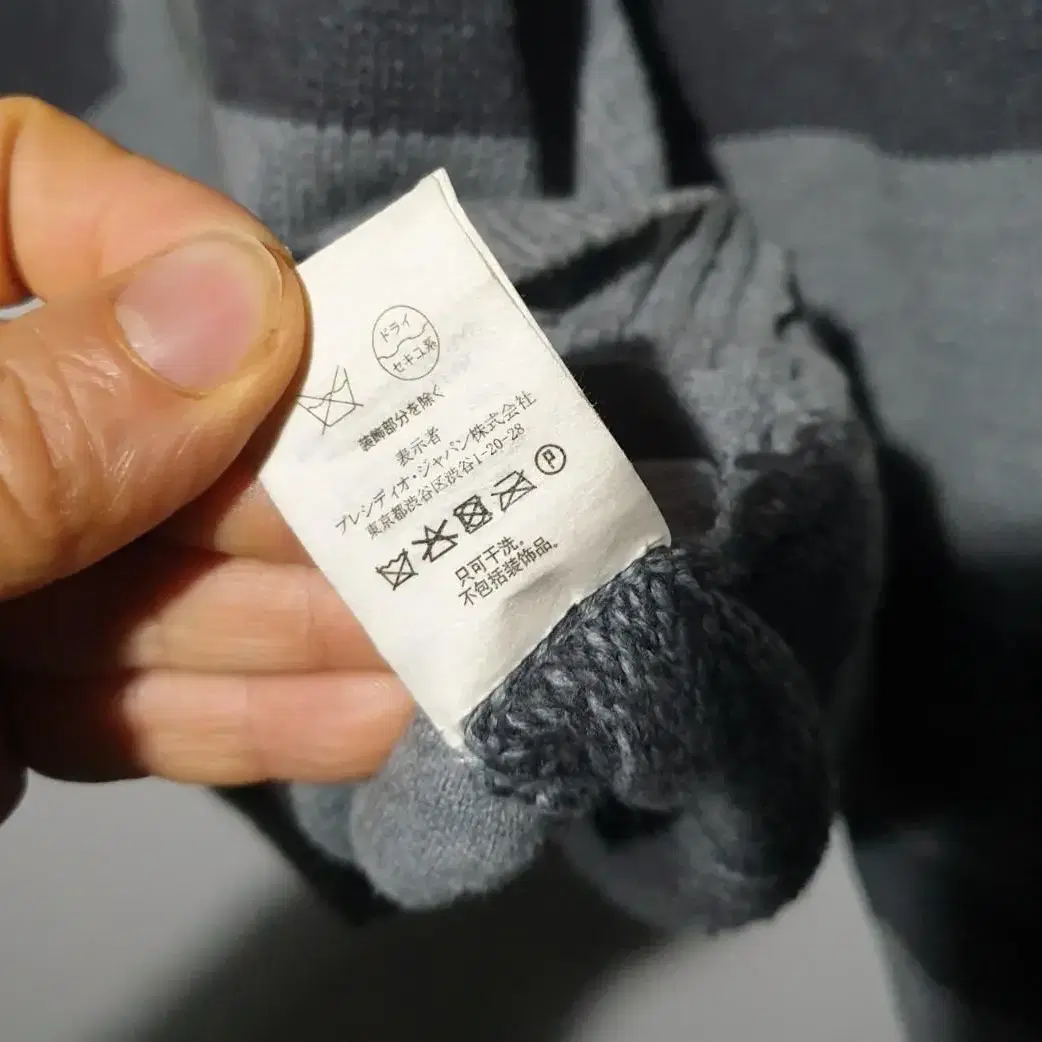 ドライ
セキユ系
装飾部分を除く
表示者
プレシディオ・ジャパン株式会社
東京都渋谷区渋谷1-20-28
P
只可干洗。
不包括装饰品。